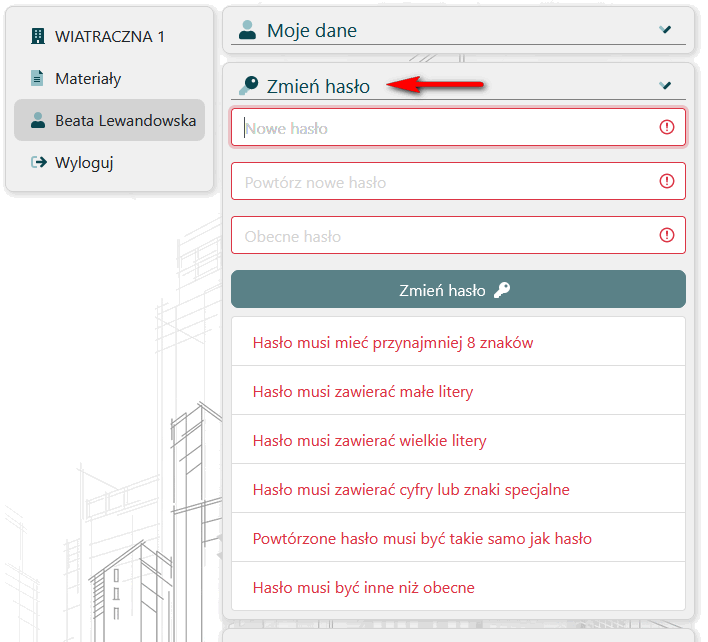 WIATRACZNA 1
Materiały
Beata Lewandowska
Wyloguj
Moje dane
Zmień hasło
Nowe hasło
Powtórz nowe hasło
Obecne hasło
Zmień hasło
Hasło musi mieć przynajmniej 8 znaków
Hasło musi zawierać małe litery
Hasło musi zawierać wielkie litery
Hasło musi zawierać cyfry lub znaki specjalne
Powtórzone hasło musi być takie samo jak hasło
Hasło musi być inne niż obecne